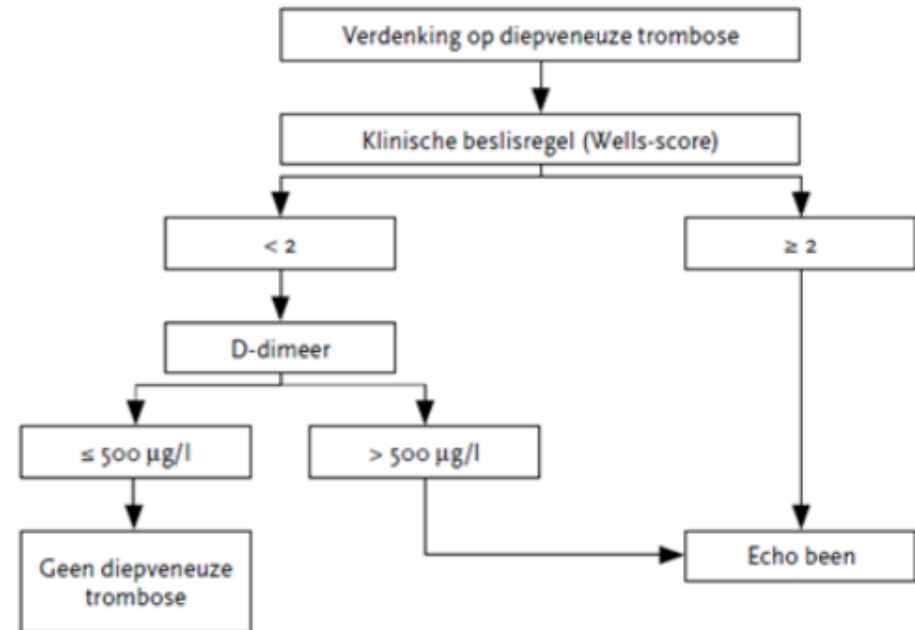 Verdenking op diepveneuze trombose
Klinische beslisregel (Wells-score)
< 2
≥ 2
D-dimeer
≤ 500 µg/l
> 500 µg/l
Geen diepveneuze
trombose
Echo been